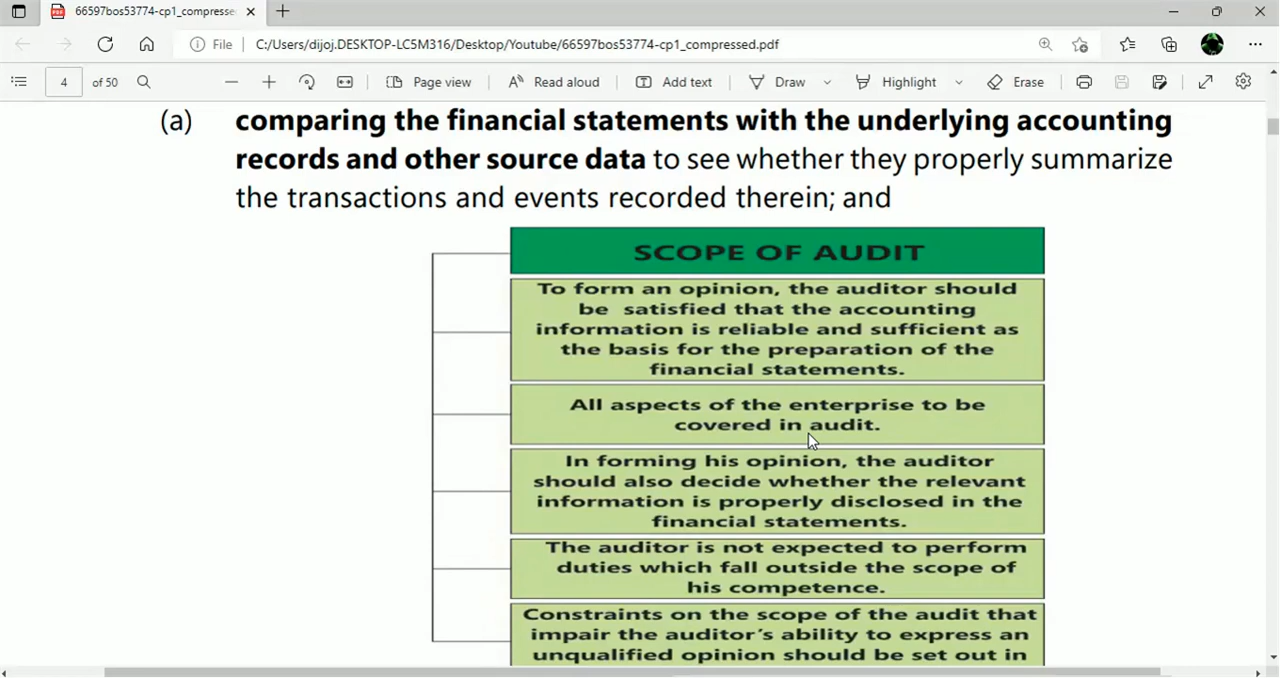 66597bos53774-cp1_compresse
File
C:/Users/dijoj.DESKTOP-LC5M316/Desktop/Youtube/66597bos53774-cp1_compressed.pdf
4 of 50
Page view
Read aloud
Add text
Draw
Highlight
Erase
(a) comparing the financial statements with the underlying accounting
records and other source data to see whether they properly summarize
the transactions and events recorded therein; and
SCOPE OF AUDIT
To form an opinion, the auditor should
be satisfied that the accounting
information is reliable and sufficient as
the basis for the preparation of the
financial statements.
All aspects of the enterprise to be
covered in audit.
In forming his opinion, the auditor
should also decide whether the relevant
information is properly disclosed in the
financial statements.
The auditor is not expected to perform
duties which fall outside the scope of
his competence.
Constraints on the scope of the audit that
impair the auditor's ability to express an
unqualified opinion should be set out in